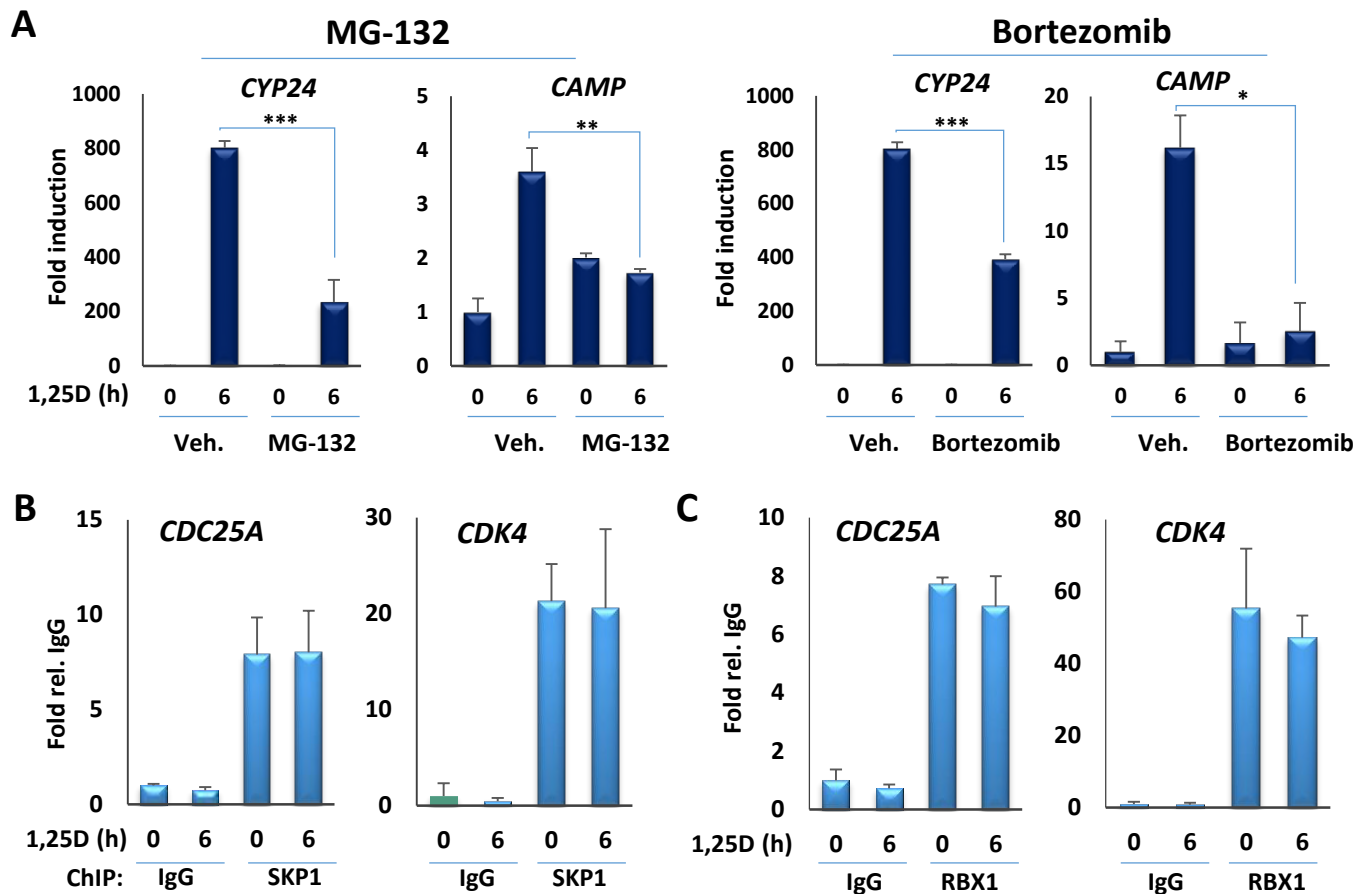 A
MG-132
Bortezomib
CYP24
CAMP
CYP24
CAMP
Fold induction
1000
800
600
400
200
0
***
5
4
3
2
1
0
**
Fold induction
1000
800
600
400
200
0
***
20
15
10
5
0
*
1,25D (h) 0 6 0 6 0 6 0 6 0 6 0 6 0 6 0 6
Veh. MG-132 Veh. MG-132 Veh. Bortezomib Veh. Bortezomib
B
CDC25A
CDK4
Fold rel. IgG
15
10
5
0
30
20
10
0
1,25D (h) 0 6 0 6 0 6 0 6
ChIP: IgG SKP1 IgG SKP1
C
CDC25A
CDK4
Fold rel. IgG
10
8
6
4
2
0
80
60
40
20
0
1,25D (h) 0 6 0 6 0 6 0 6
IgG RBX1 IgG RBX1